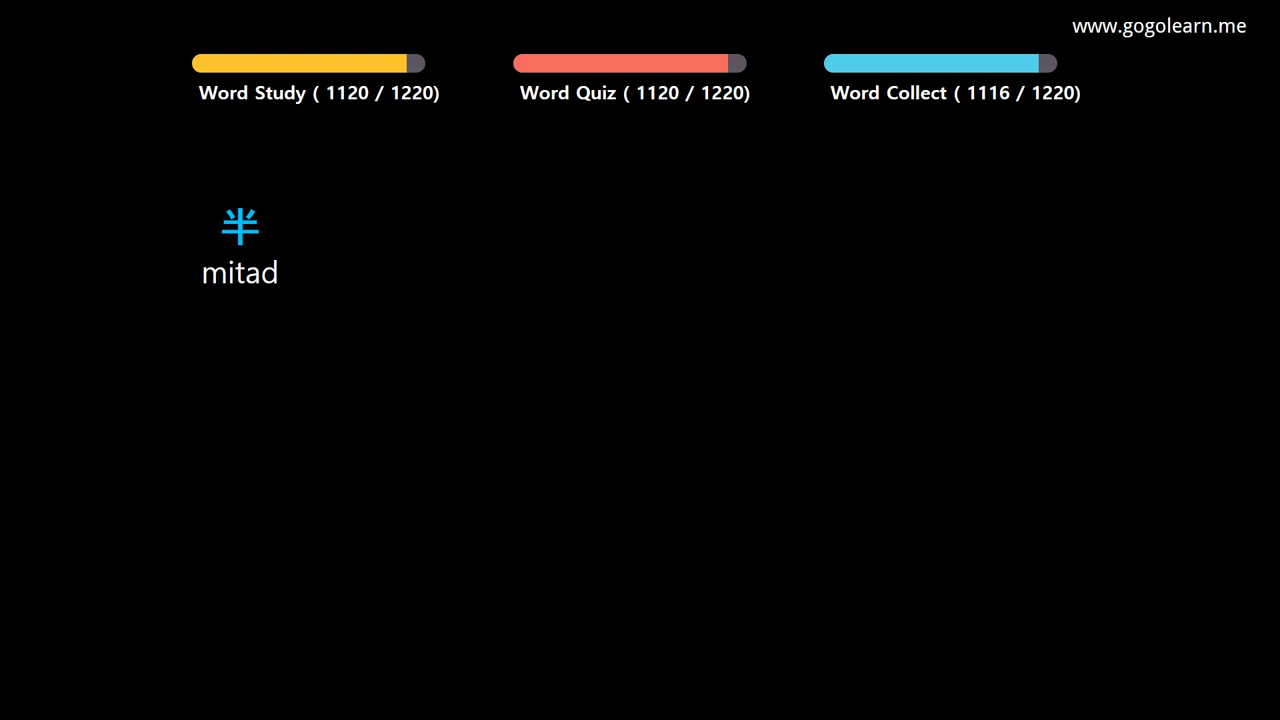 www.gogolearn.me
Word Study ( 1120 / 1220)
Word Quiz ( 1120 / 1220)
Word Collect ( 1116 / 1220)
半
mitad